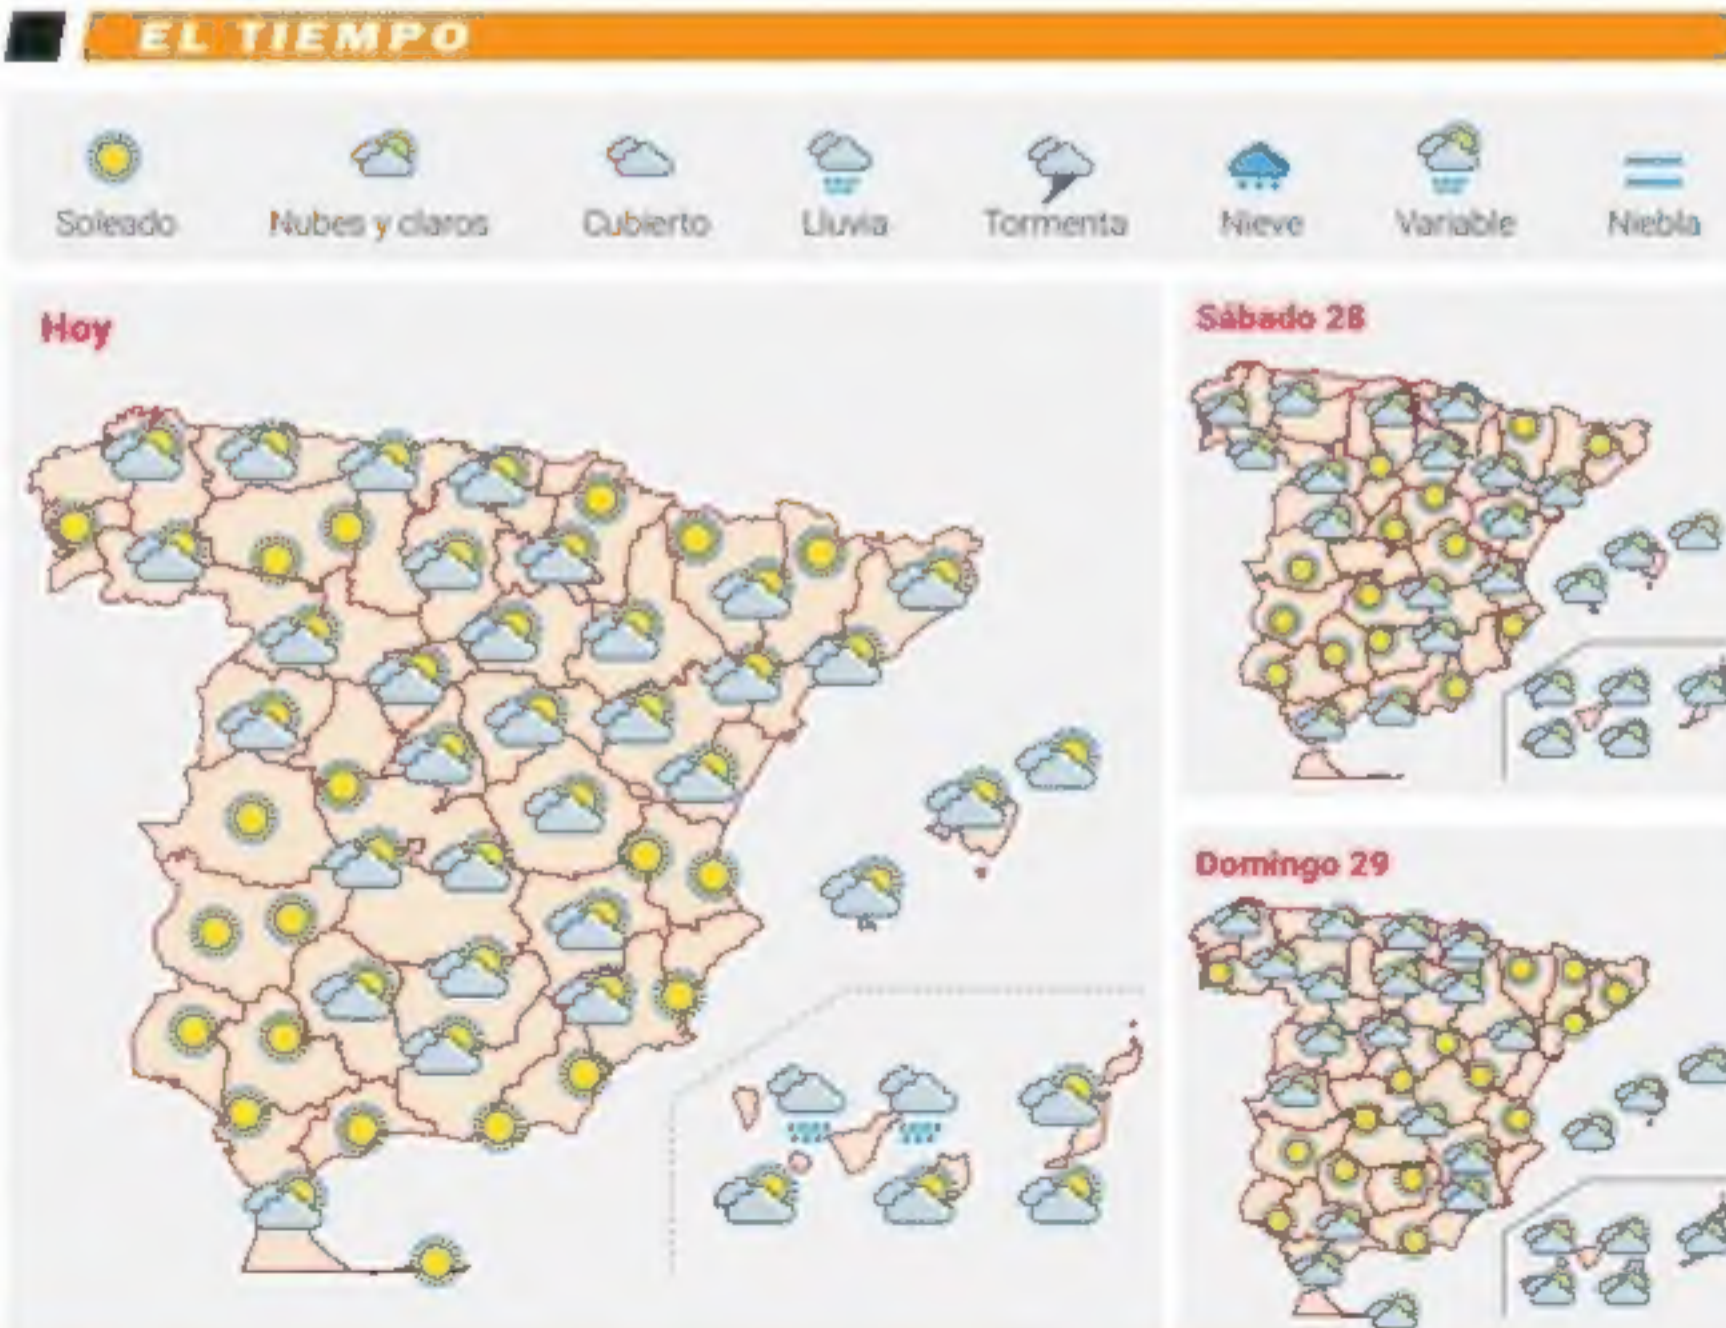 EL TIEMPO
Soleado
Nubes y claros
Cubierto
Lluvia
Tormenta
Nieve
Variable
Niebla
Hoy
Sábado 28
Domingo 29